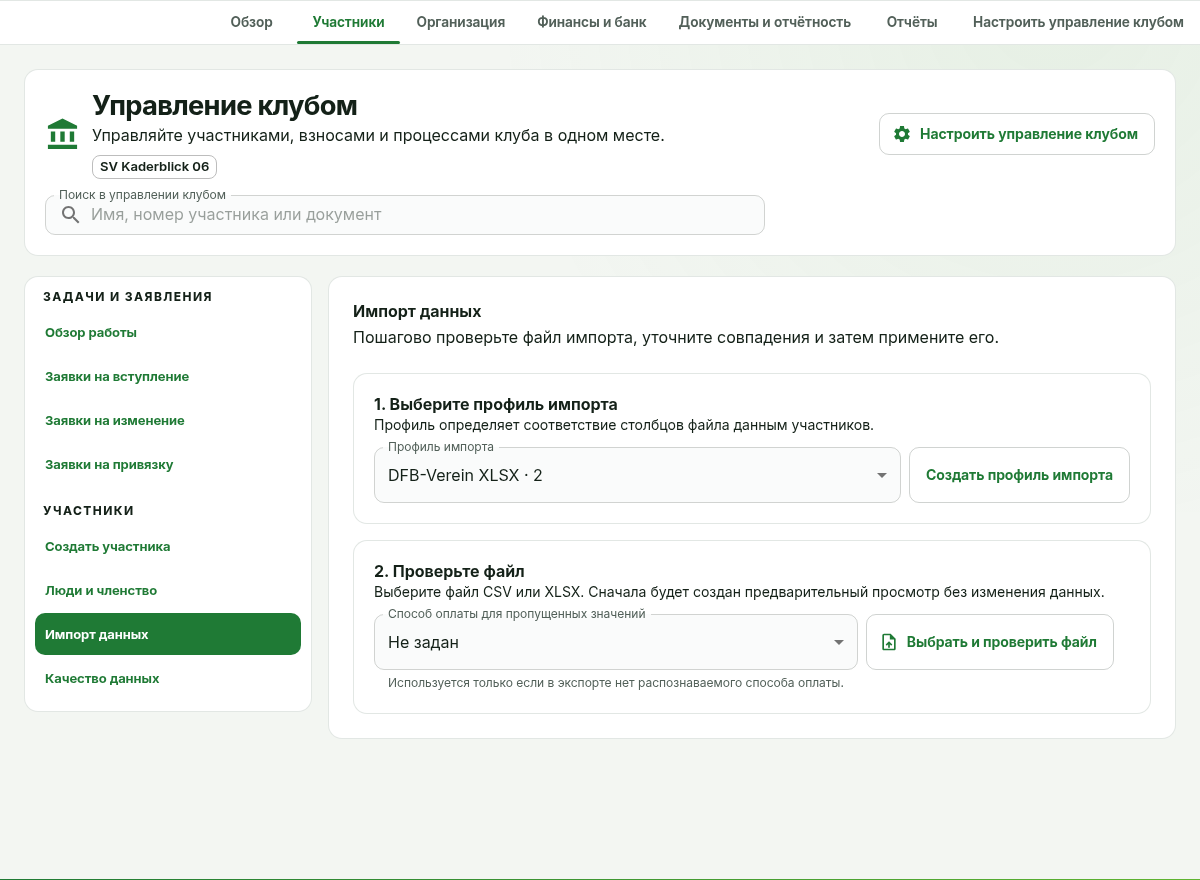 Обзор
Участники
Организация
Финансы и банк
Документы и отчётность
Отчёты
Настроить управление клубом
Управление клубом
Управляйте участниками, взносами и процессами клуба в одном месте.
SV Kaderblick 06
Настроить управление клубом
Поиск в управлении клубом
Имя, номер участника или документ
ЗАДАЧИ И ЗАЯВЛЕНИЯ
Обзор работы
Заявки на вступление
Заявки на изменение
Заявки на привязку
УЧАСТНИКИ
Создать участника
Люди и членство
Импорт данных
Качество данных
Импорт данных
Пошагово проверьте файл импорта, уточните совпадения и затем примените его.
1. Выберите профиль импорта
Профиль определяет соответствие столбцов файла данным участников.
Профиль импорта
DFB-Verein XLSX · 2
Создать профиль импорта
2. Проверьте файл
Выберите файл CSV или XLSX. Сначала будет создан предварительный просмотр без изменения данных.
Способ оплаты для пропущенных значений
Не задан
Выбрать и проверить файл
Используется только если в экспорте нет распознаваемого способа оплаты.